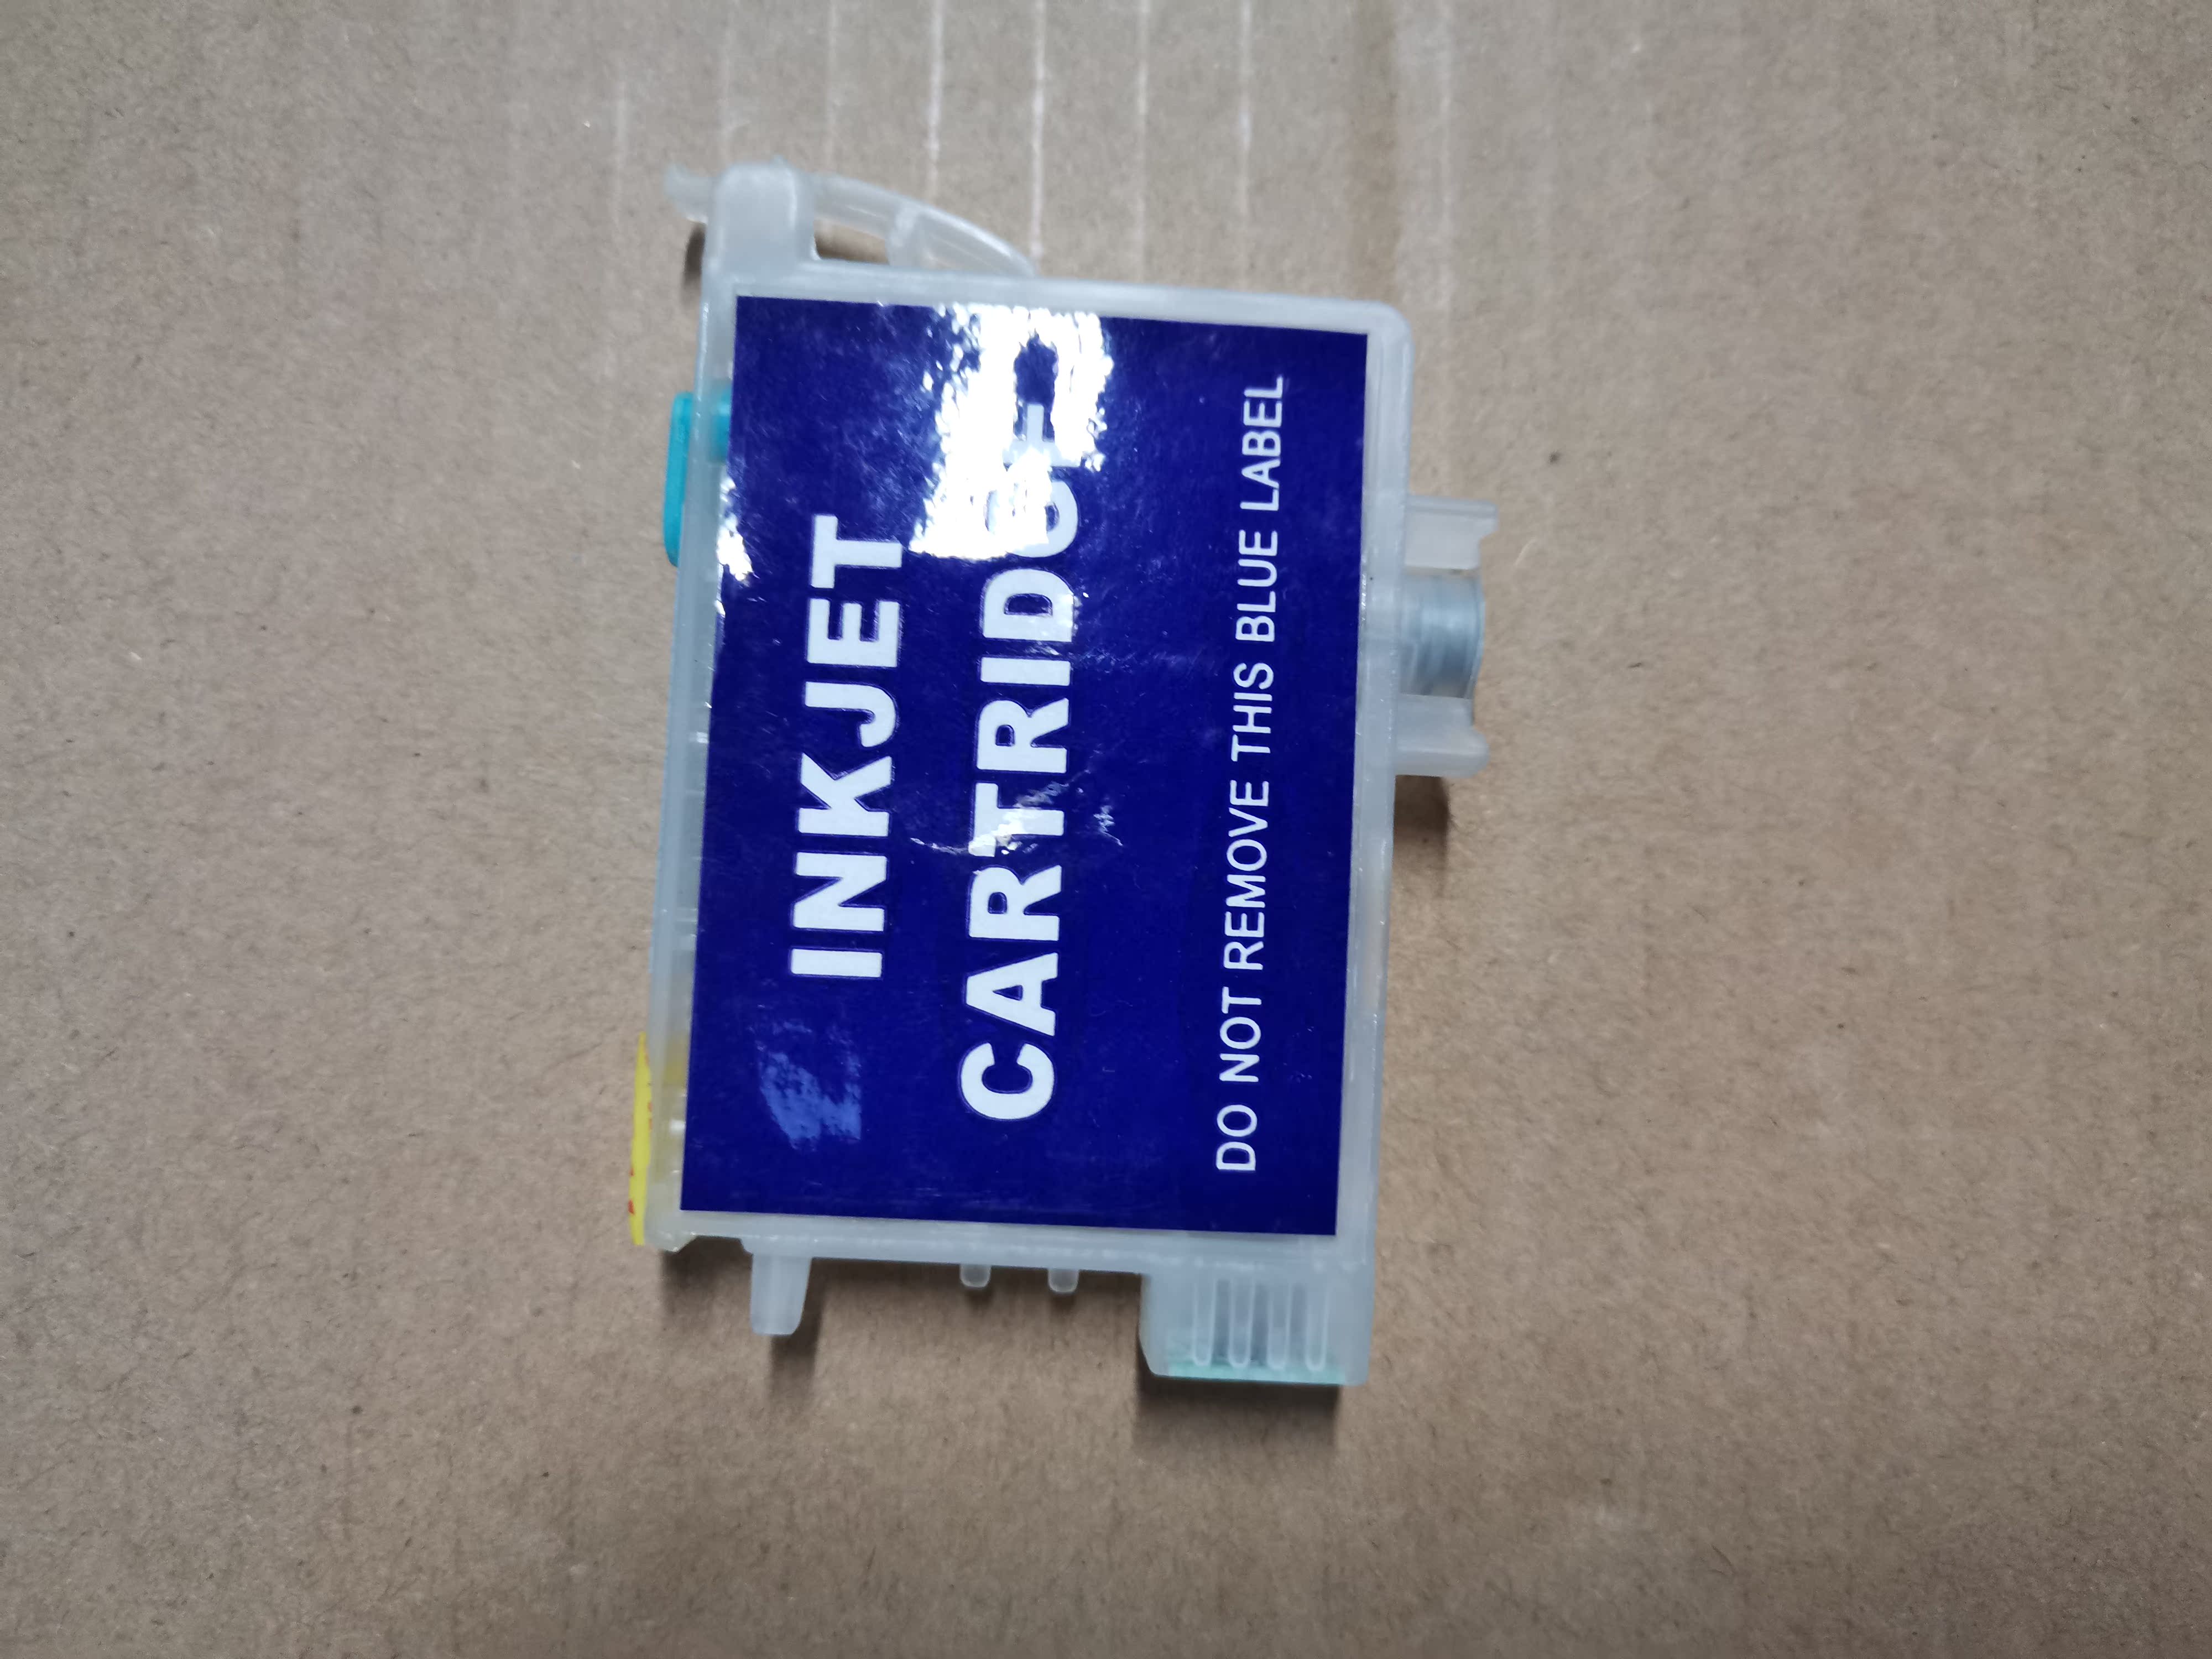 INKJET
CARTRIDGE
DO NOT REMOVE THIS BLUE LABEL